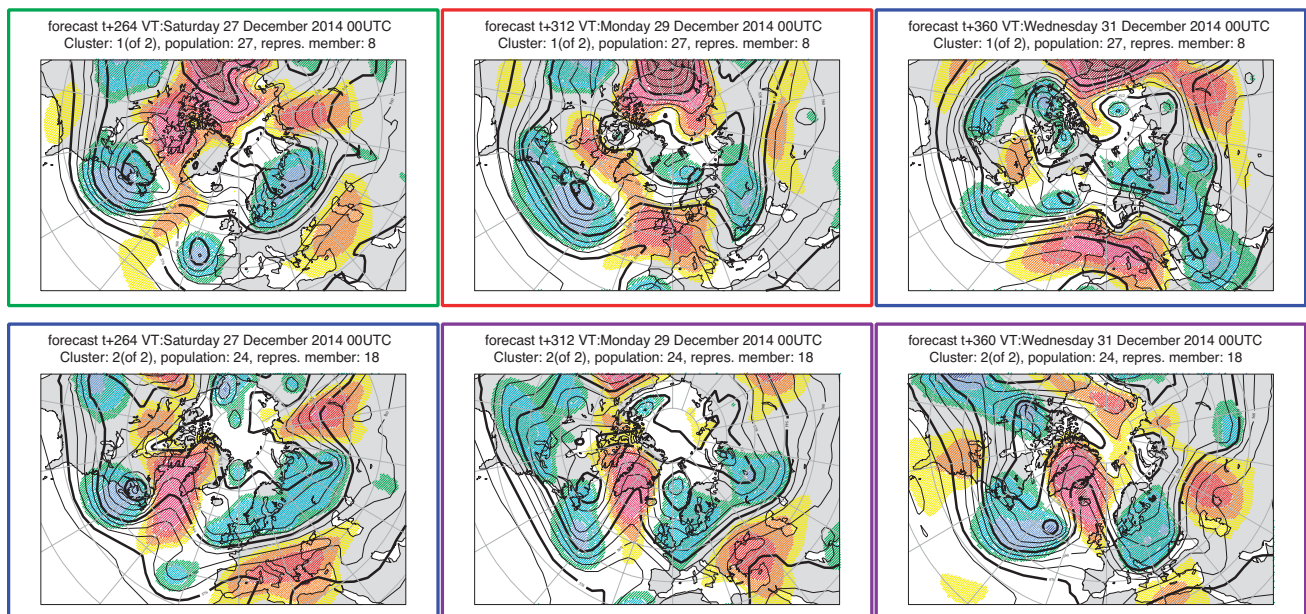 forecast t+264 VT:Saturday 27 December 2014 00UTC
Cluster: 1(of 2), population: 27, repres. member: 8
forecast t+312 VT:Monday 29 December 2014 00UTC
Cluster: 1(of 2), population: 27, repres. member: 8
forecast t+360 VT:Wednesday 31 December 2014 00UTC
Cluster: 1(of 2), population: 27, repres. member: 8
forecast t+264 VT:Saturday 27 December 2014 00UTC
Cluster: 2(of 2), population: 24, repres. member: 18
forecast t+312 VT:Monday 29 December 2014 00UTC
Cluster: 2(of 2), population: 24, repres. member: 18
forecast t+360 VT:Wednesday 31 December 2014 00UTC
Cluster: 2(of 2), population: 24, repres. member: 18